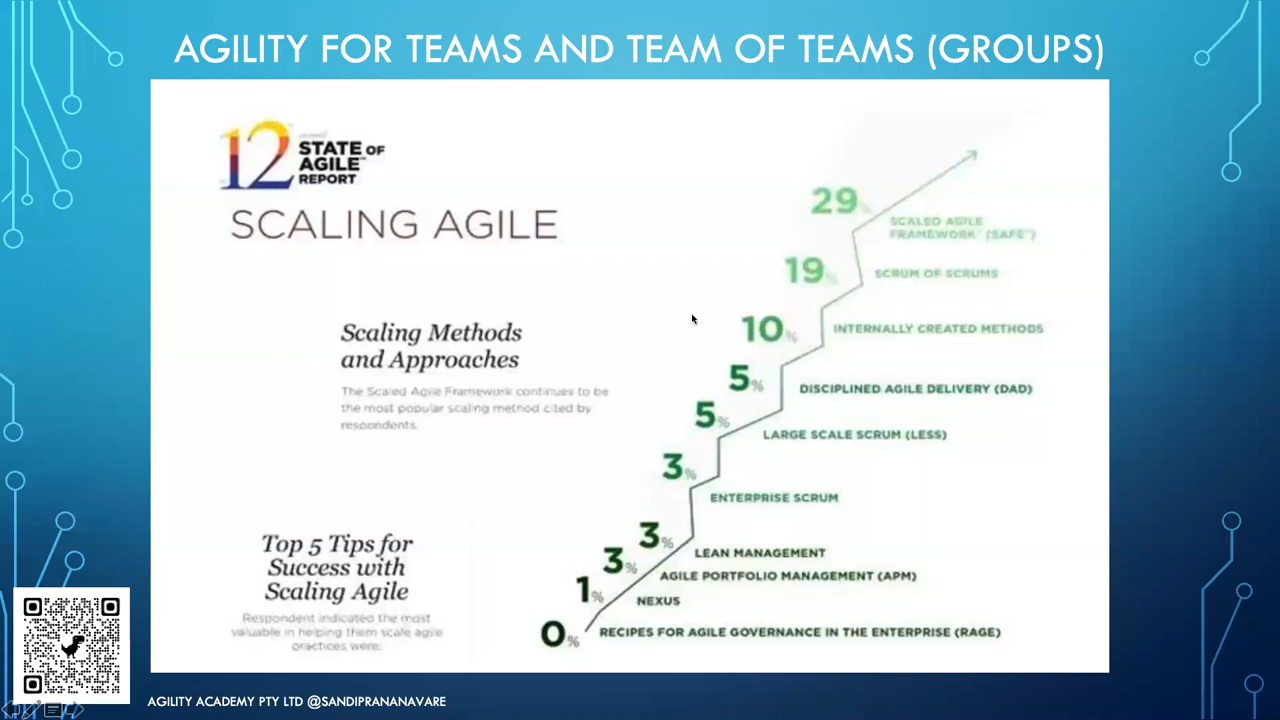 AGILITY FOR TEAMS AND TEAM OF TEAMS (GROUPS)
12
STATE OF
AGILE™
REPORT
SCALING AGILE
Scaling Methods
and Approaches
The Scaled Agile Framework continues to be
the most popular scaling method cited by
respondents.
Top 5 Tips for
Success with
Scaling Agile
Respondent indicated the most
valuable in helping them scale agile
practices were:
29%
SCALED AGILE
FRAMEWORK® (SAFE™)
19%
SCRUM OF SCRUMS
10%
INTERNALLY CREATED METHODS
5%
DISCIPLINED AGILE DELIVERY (DAD)
5%
LARGE SCALE SCRUM (LESS)
3%
ENTERPRISE SCRUM
3%
LEAN MANAGEMENT
3%
AGILE PORTFOLIO MANAGEMENT (APM)
1%
NEXUS
0%
RECIPES FOR AGILE GOVERNANCE IN THE ENTERPRISE (RAGE)
AGILITY ACADEMY PTY LTD @SANDIPRANANAVARE